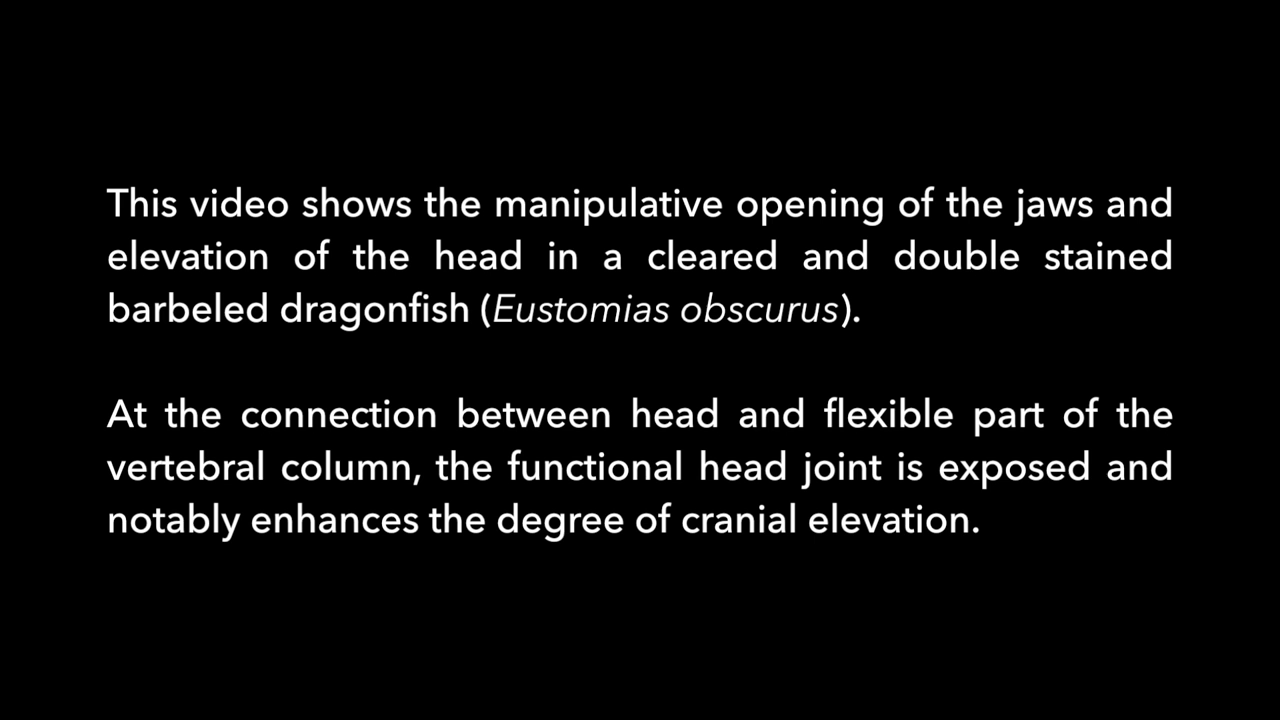 This video shows the manipulative opening of the jaws and
elevation of the head in a cleared and double stained
barbeled dragonfish (Eustomias obscurus).
At the connection between head and flexible part of the
vertebral column, the functional head joint is exposed and
notably enhances the degree of cranial elevation.